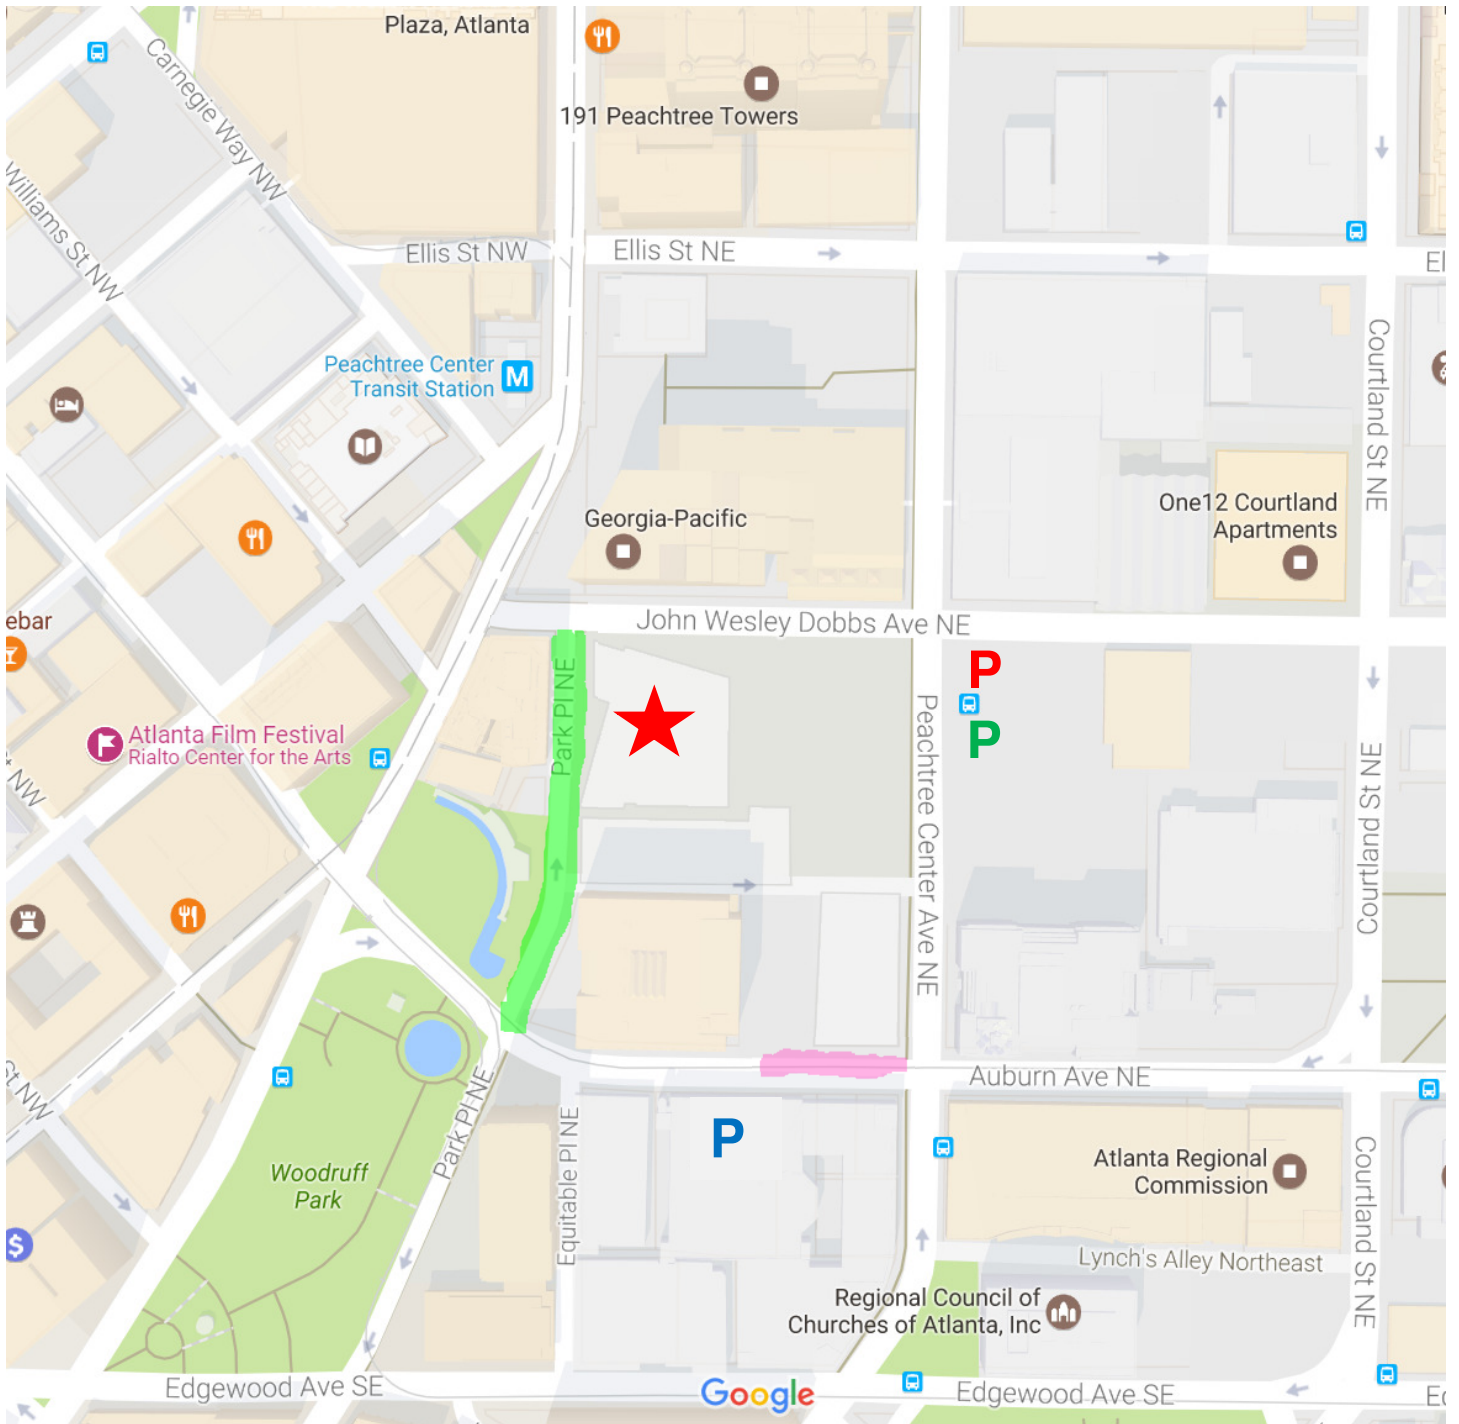 Plaza, Atlanta
Carnegie Way NW
191 Peachtree Towers
Williams St NW
Ellis St NW
Ellis St NE
El
Peachtree Center
Transit Station
M
Courtland St NE
Georgia-Pacific
One12 Courtland
Apartments
ebar
John Wesley Dobbs Ave NE
Park Pl NE
P
P
Peachtree Center Ave NE
Atlanta Film Festival
Rialto Center for the Arts
t NW
Courtland St NE
Auburn Ave NE
St NW
Park Pl NE
Equitable Pl NE
P
Woodruff
Park
Atlanta Regional
Commission
Courtland St NE
$
Lynch's Alley Northeast
Regional Council of
Churches of Atlanta, Inc
Edgewood Ave SE
Google
Edgewood Ave SE
Ed